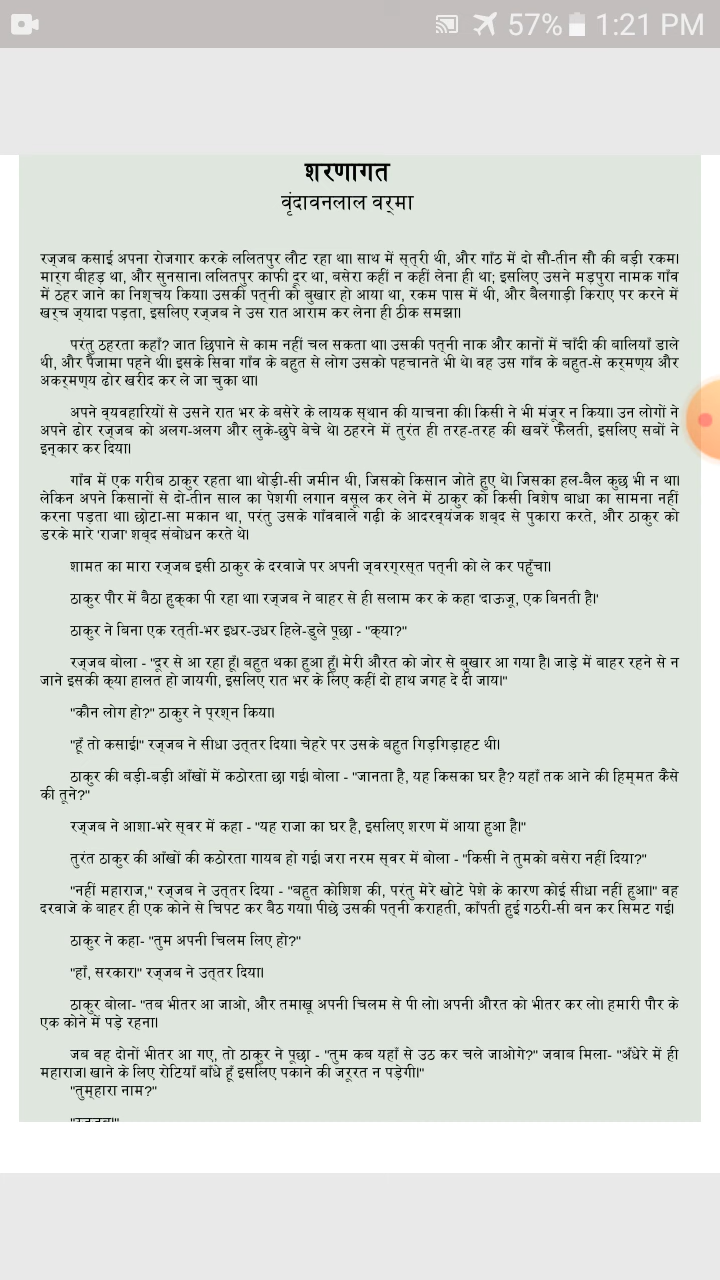 57% 1:21 PM
शरणागत
वृंदावनलाल वर्मा
रज्जब कसाई अपना रोजगार करके ललितपुर लौट रहा था। साथ में स्त्री थी, और गाँठ में दो सौ-तीन सौ की बड़ी रकम।
मार्ग बीहड़ था, और सुनसान। ललितपुर काफी दूर था, बसेरा कहीं न कहीं लेना ही था; इसलिए उसने मड़पुरा नामक गाँव
में ठहर जाने का निश्चय किया। उसकी पत्नी को बुखार हो आया था, रकम पास में थी, और बैलगाड़ी किराए पर करने में
खर्च ज्यादा पड़ता, इसलिए रज्जब ने उस रात आराम कर लेना ही ठीक समझा।
परंतु ठहरता कहाँ? जात छिपाने से काम नहीं चल सकता था। उसकी पत्नी नाक और कानों में चाँदी की बालियाँ डाले
थी, और पैजामा पहने थी। इसके सिवा गाँव के बहुत से लोग उसको पहचानते भी थे। वह उस गाँव के बहुत-से कर्मण्य और
अकर्मण्य ढोर खरीद कर ले जा चुका था।
अपने व्यवहारियों से उसने रात भर के बसेरे के लायक स्थान की याचना की। किसी ने भी मंजूर न किया। उन लोगों ने
अपने ढोर रज्जब को अलग-अलग और लुके-छुपे बेचे थे। ठहरने में तुरंत ही तरह-तरह की खबरें फैलती, इसलिए सबों ने
इन्कार कर दिया।
गाँव में एक गरीब ठाकुर रहता था। थोड़ी-सी जमीन थी, जिसको किसान जोते हुए थे। जिसका हल-बैल कुछ भी न था।
लेकिन अपने किसानों से दो-तीन साल का पेशगी लगान वसूल कर लेने में ठाकुर को किसी विशेष बाधा का सामना नहीं
करना पड़ता था। छोटा-सा मकान था, परंतु उसके गाँववाले गढ़ी के आदरव्यंजक शब्द से पुकारा करते, और ठाकुर को
डरके मारे 'राजा' शब्द संबोधन करते थे।
शामत का मारा रज्जब इसी ठाकुर के दरवाजे पर अपनी ज्वरग्रस्त पत्नी को ले कर पहुँचा।
ठाकुर पौर में बैठा हुक्का पी रहा था। रज्जब ने बाहर से ही सलाम कर के कहा 'दाऊजू, एक बिनती है।'
ठाकुर ने बिना एक रत्ती-भर इधर-उधर हिले-डुले पूछा - "क्या?"
रज्जब बोला - "दूर से आ रहा हूँ। बहुत थका हुआ हूँ। मेरी औरत को जोर से बुखार आ गया है। जाड़े में बाहर रहने से न
जाने इसकी क्या हालत हो जायगी, इसलिए रात भर के लिए कहीं दो हाथ जगह दे दी जाय।"
"कौन लोग हो?" ठाकुर ने प्रश्न किया।
"हूँ तो कसाई।" रज्जब ने सीधा उत्तर दिया। चेहरे पर उसके बहुत गिड़गिड़ाहट थी।
ठाकुर की बड़ी-बड़ी आँखों में कठोरता छा गई। बोला - "जानता है, यह किसका घर है? यहाँ तक आने की हिम्मत कैसे
की तूने?"
रज्जब ने आशा-भरे स्वर में कहा - "यह राजा का घर है, इसलिए शरण में आया हुआ है।"
तुरंत ठाकुर की आँखों की कठोरता गायब हो गई। जरा नरम स्वर में बोला - "किसी ने तुमको बसेरा नहीं दिया?"
"नहीं महाराज," रज्जब ने उत्तर दिया - "बहुत कोशिश की, परंतु मेरे खोटे पेशे के कारण कोई सीधा नहीं हुआ।" वह
दरवाजे के बाहर ही एक कोने से चिपट कर बैठ गया। पीछे उसकी पत्नी कराहती, काँपती हुई गठरी-सी बन कर सिमट गई।
ठाकुर ने कहा- "तुम अपनी चिलम लिए हो?"
"हाँ, सरकार।" रज्जब ने उत्तर दिया।
ठाकुर बोला- "तब भीतर आ जाओ, और तमाखू अपनी चिलम से पी लो। अपनी औरत को भीतर कर लो। हमारी पौर के
एक कोने में पड़े रहना।
जब वह दोनों भीतर आ गए, तो ठाकुर ने पूछा - "तुम कब यहाँ से उठ कर चले जाओगे?" जवाब मिला- "अँधेरे में ही
महाराज। खाने के लिए रोटियाँ बाँधे हूँ इसलिए पकाने की जरूरत न पड़ेगी।"
"तुम्हारा नाम?"